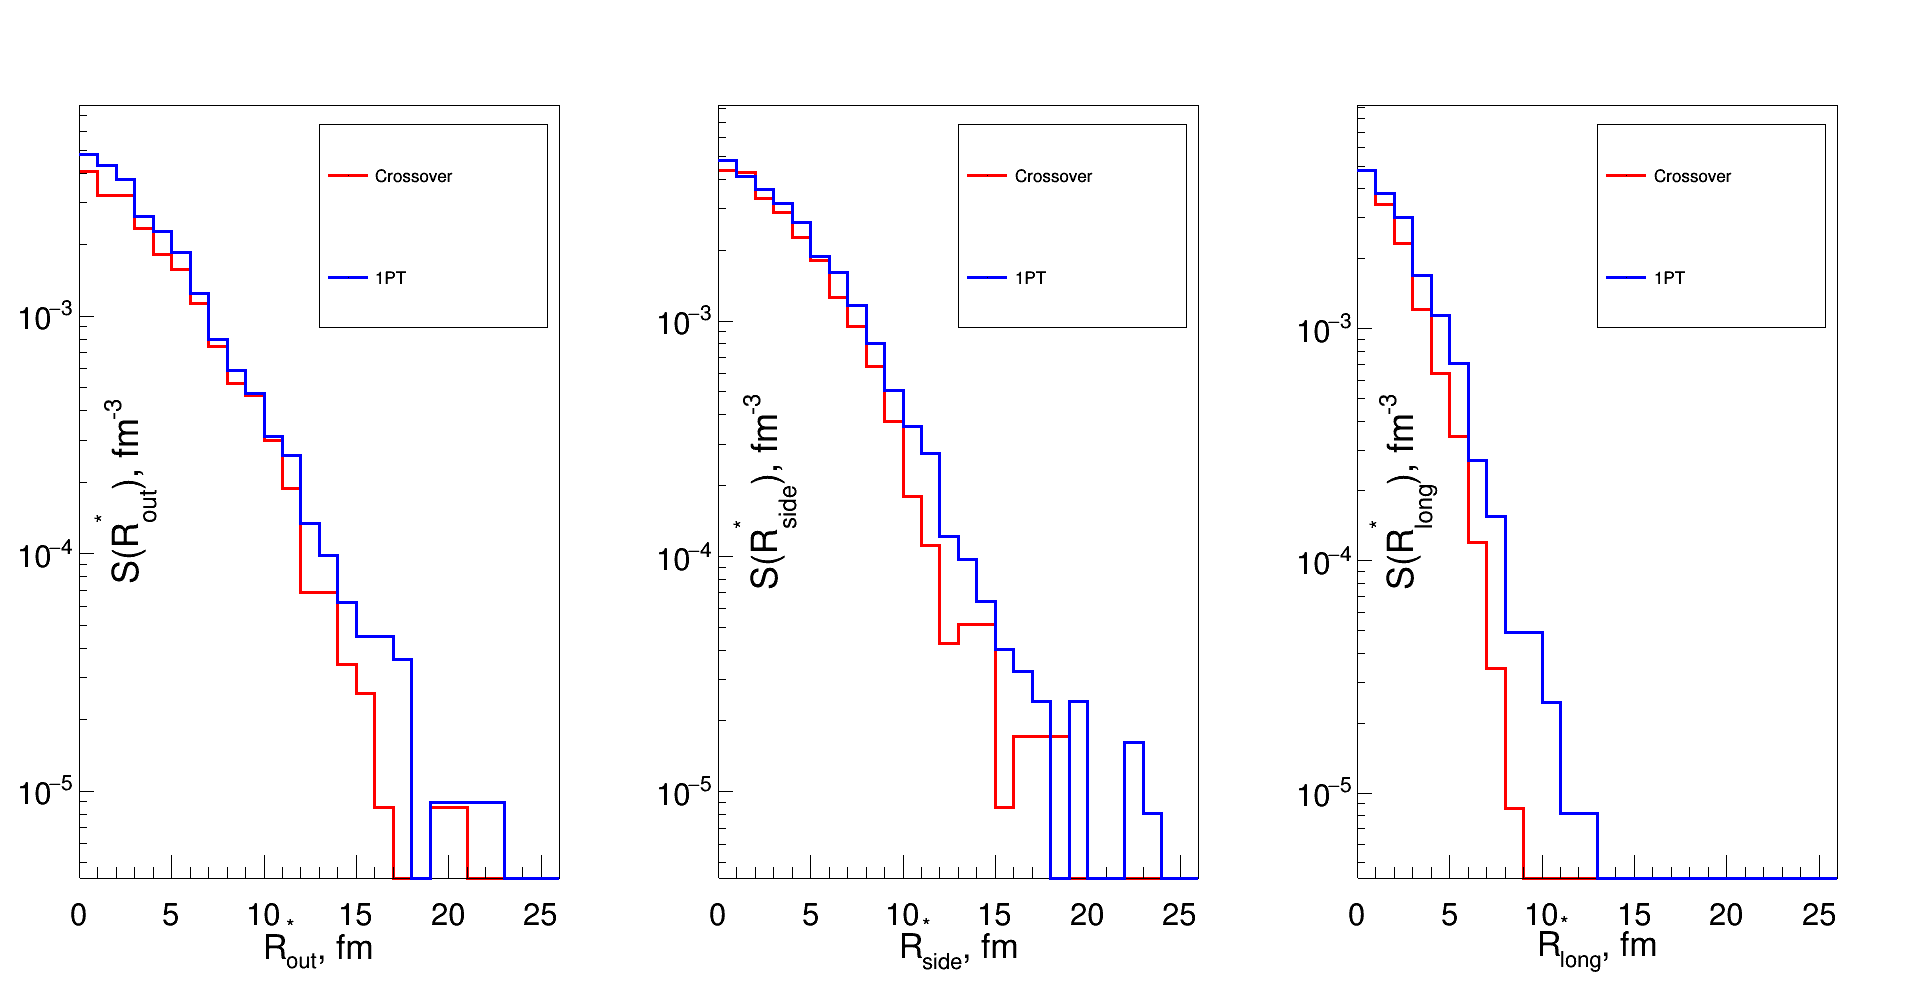 Crossover
1PT
10⁻³
10⁻⁴
10⁻⁵
S(R*out), fm⁻³
0 5 10 15 20 25
R*out, fm
Crossover
1PT
10⁻³
10⁻⁴
10⁻⁵
S(R*side), fm⁻³
0 5 10 15 20 25
R*side, fm
Crossover
1PT
10⁻³
10⁻⁴
10⁻⁵
S(R*long), fm⁻³
0 5 10 15 20 25
R*long, fm